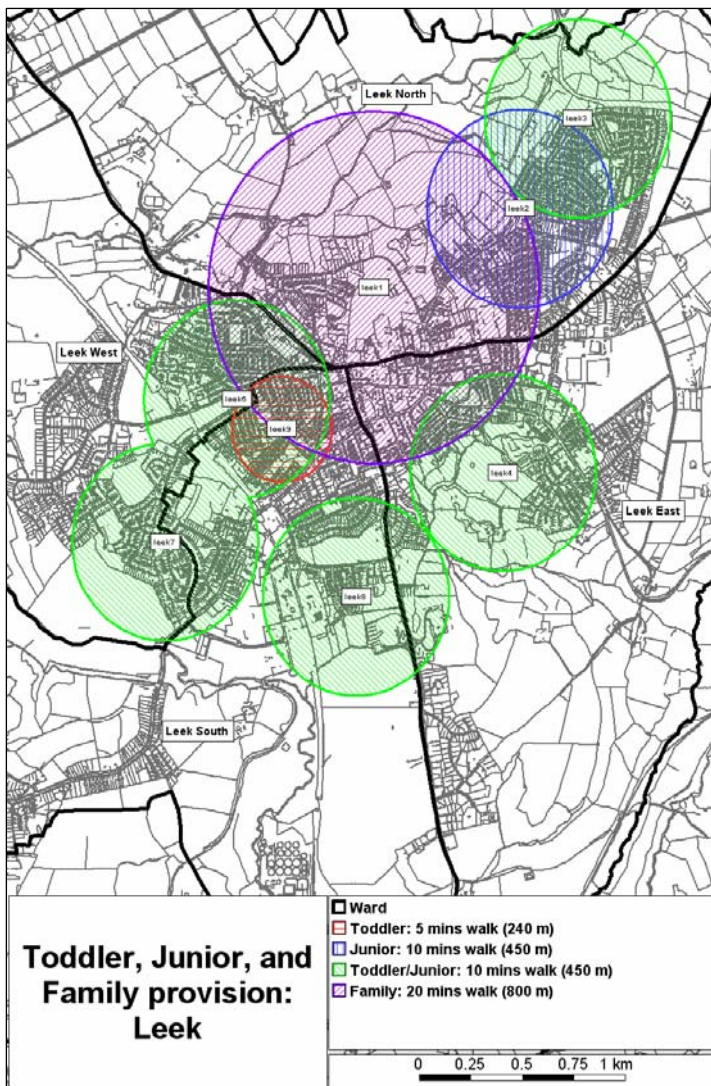 Leek North
leek3
leek2
leek1
Leek West
leek9
leek4
Leek East
leek7
Leek South
Toddler, Junior, and
Family provision:
Leek
Ward
Toddler: 5 mins walk (240 m)
Junior: 10 mins walk (450 m)
Toddler/Junior: 10 mins walk (450 m)
Family: 20 mins walk (800 m)
0 0.25 0.5 0.75 1 km